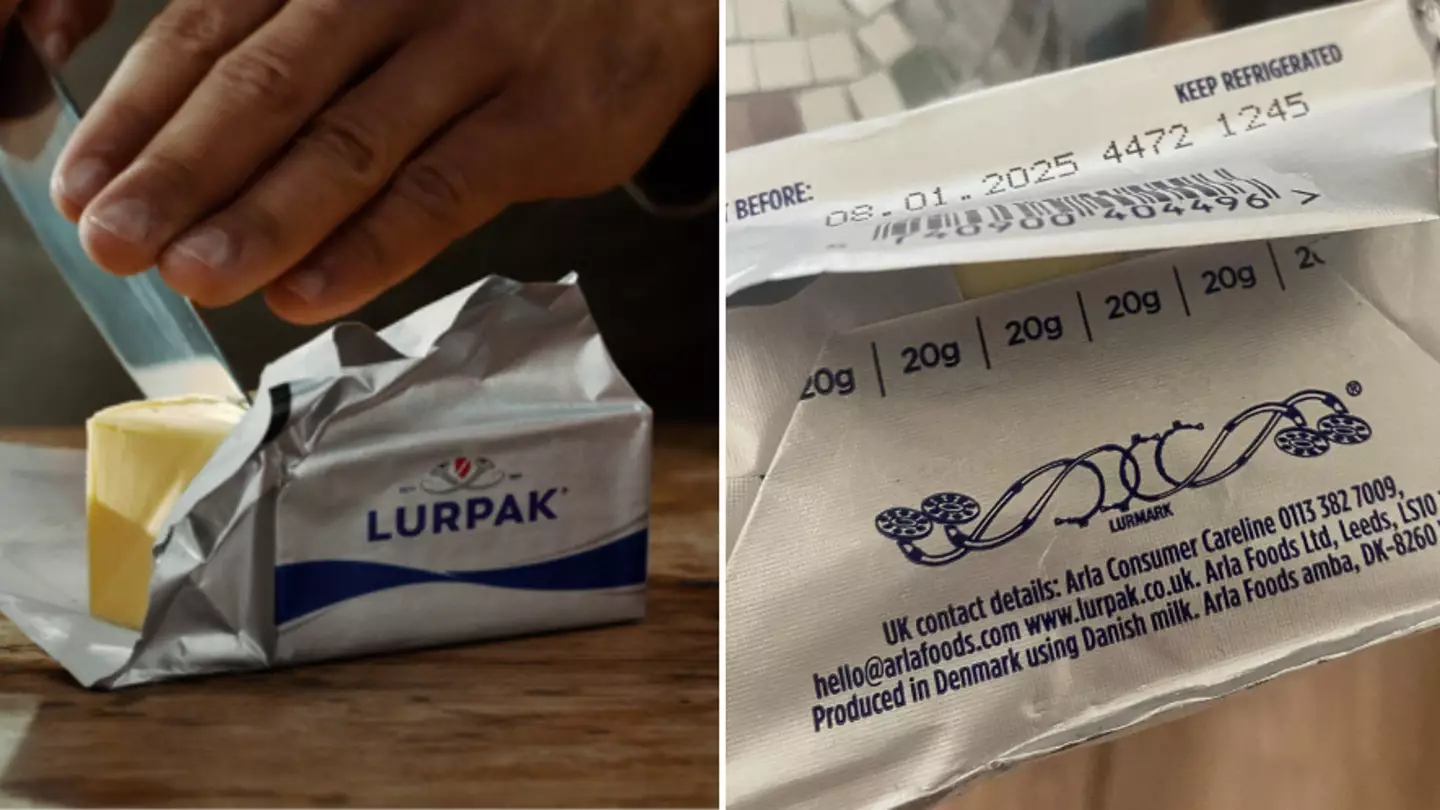 LURPAK
KEEP REFRIGERATED
BEFORE:
08.01.2025 4472 1245
740900 404496 >
20g | 20g | 20g | 20g | 20g |
LURMARK
®
UK contact details: Arla Consumer Careline 0113 382 7009,
hello@arlafoods.com www.lurpak.co.uk. Arla Foods Ltd, Leeds, LS10
Produced in Denmark using Danish milk. Arla Foods amba, DK-8260